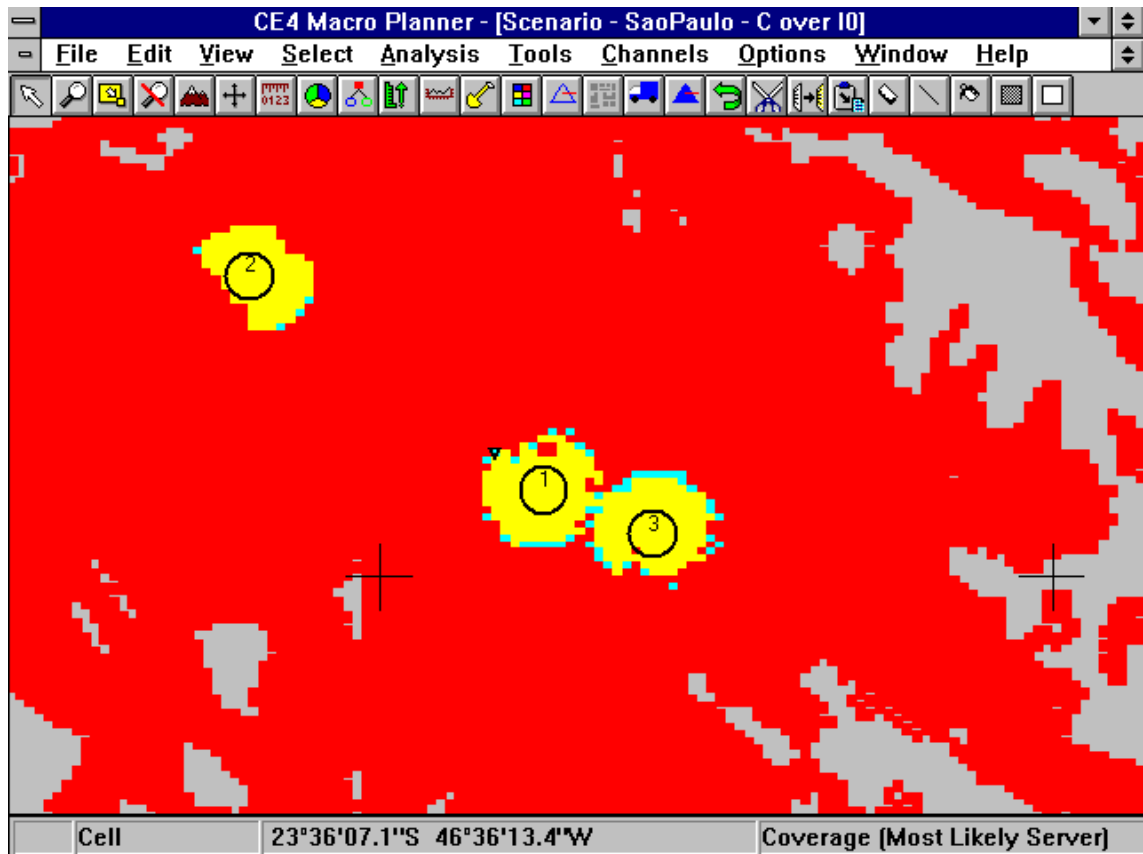 CE4 Macro Planner - [Scenario - SaoPaulo - C over I0]
File Edit View Select Analysis Tools Channels Options Window Help
0123
2
1
3
Cell 23°36'07.1"S 46°36'13.4"W Coverage (Most Likely Server)